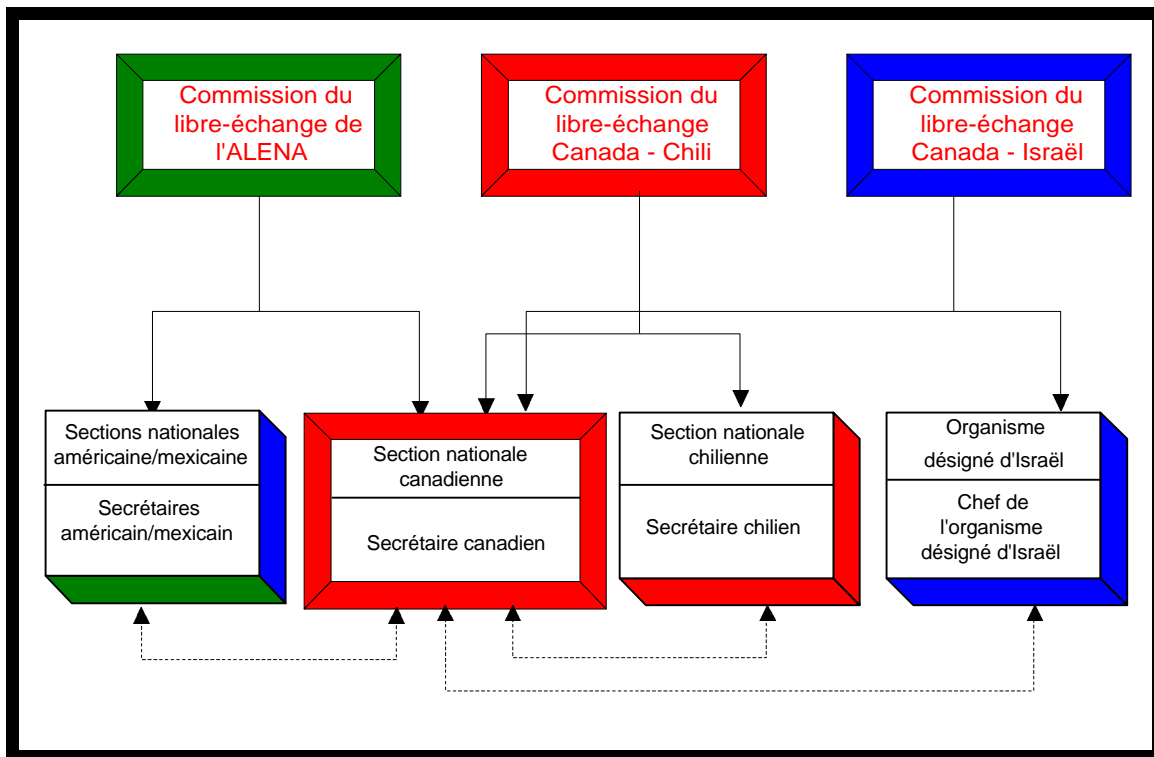 Commission du
libre-échange de
l'ALENA
Commission du
libre-échange
Canada - Chili
Commission du
libre-échange
Canada - Israël
Sections nationales
américaine/mexicaine
Secrétaires
américain/mexicain
Section nationale
canadienne
Secrétaire canadien
Section nationale
chilienne
Secrétaire chilien
Organisme
désigné d'Israël
Chef de
l'organisme
désigné d'Israël